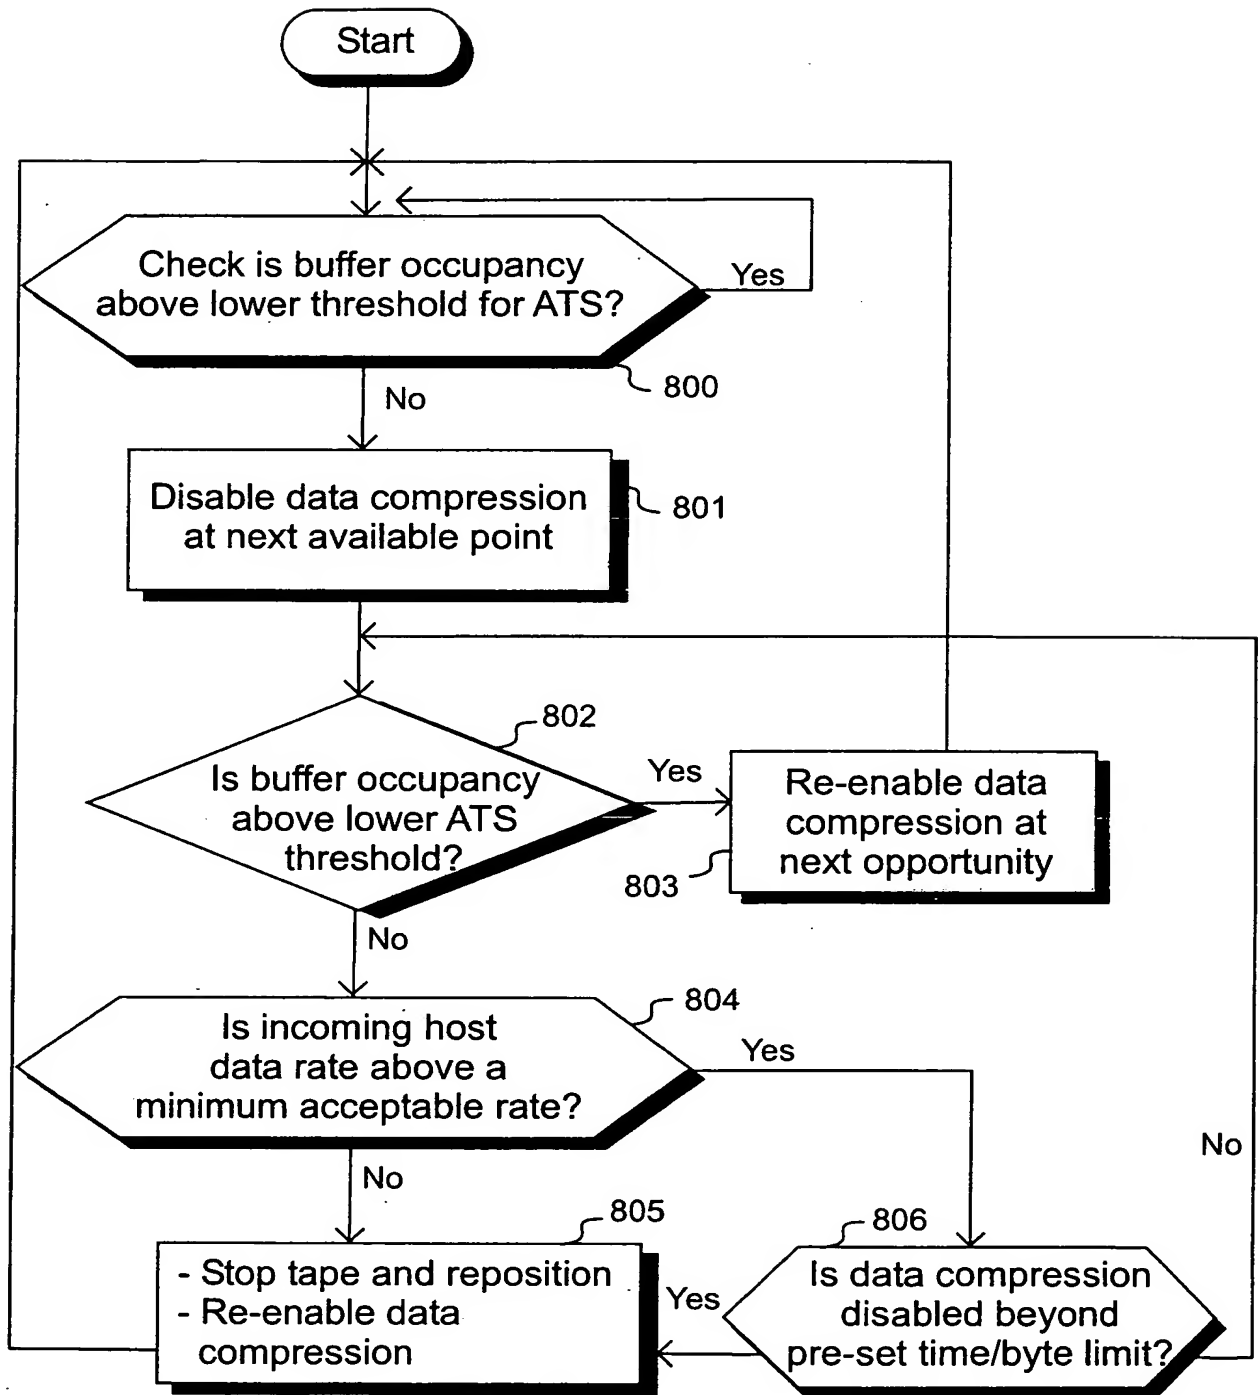 Start
Check is buffer occupancy
above lower threshold for ATS?
Yes
800
No
Disable data compression
at next available point
801
802
Is buffer occupancy
above lower ATS
threshold?
Yes
Re-enable data
compression at
next opportunity
803
No
804
Is incoming host
data rate above a
minimum acceptable rate?
Yes
No
No
805
- Stop tape and reposition
- Re-enable data
compression
806
Yes
Is data compression
disabled beyond
pre-set time/byte limit?